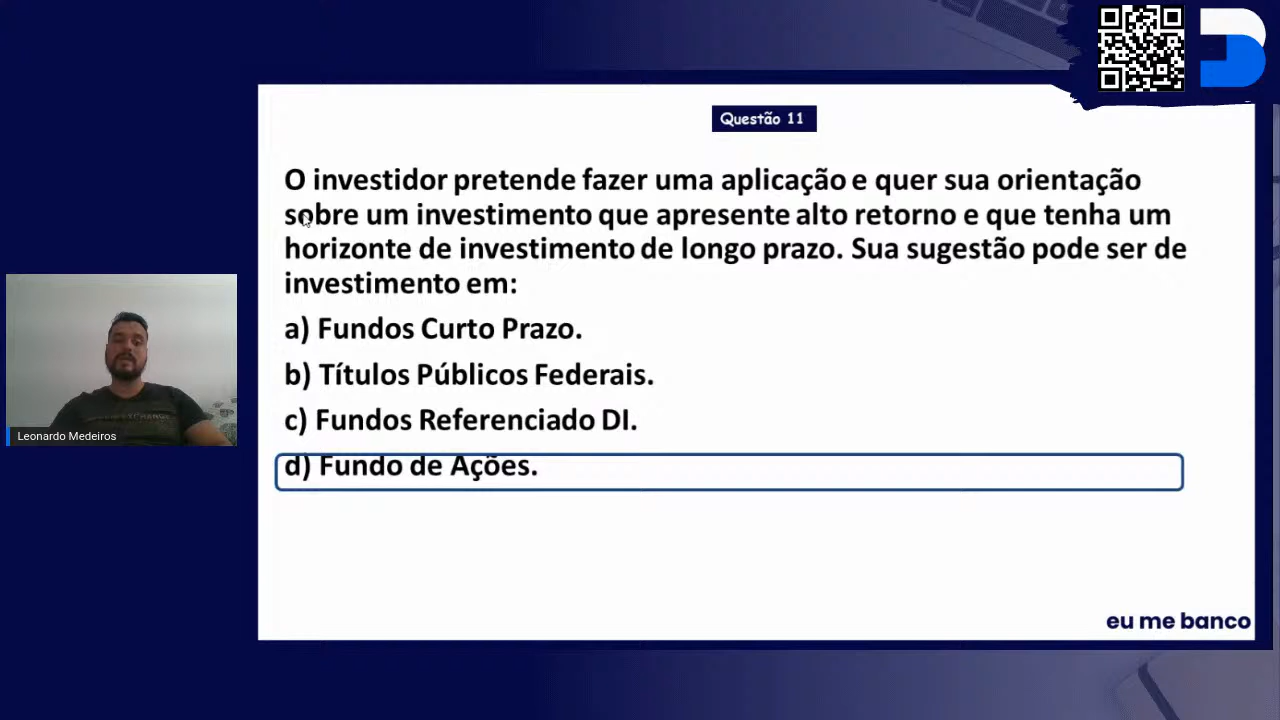 Questão 11
O investidor pretende fazer uma aplicação e quer sua orientação
sobre um investimento que apresente alto retorno e que tenha um
horizonte de investimento de longo prazo. Sua sugestão pode ser de
investimento em:
a) Fundos Curto Prazo.
b) Títulos Públicos Federais.
c) Fundos Referenciado DI.
d) Fundo de Ações.
Leonardo Medeiros
eu me banco